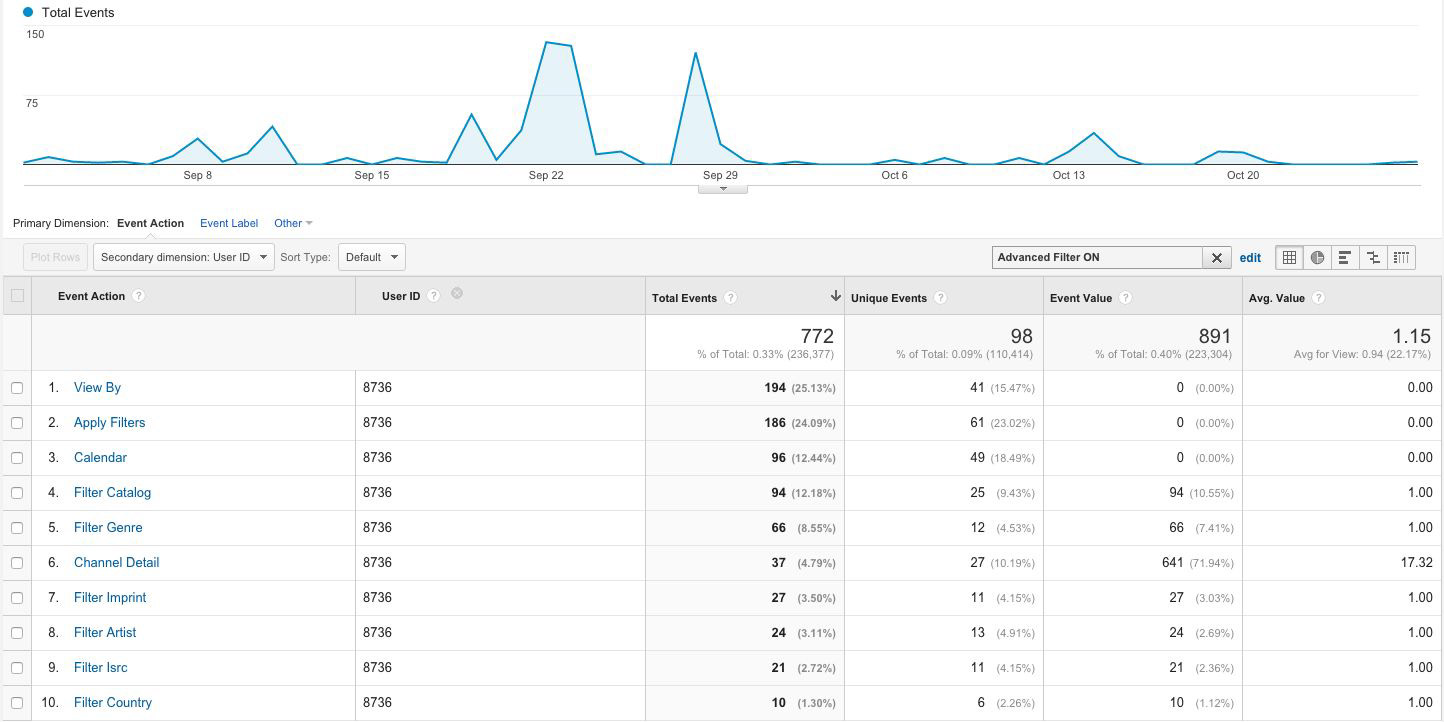 Total Events
150
75
Sep 8 Sep 15 Sep 22 Sep 29 Oct 6 Oct 13 Oct 20
Primary Dimension: Event Action Event Label Other
Plot Rows Secondary dimension: User ID Sort Type: Default Advanced Filter ON edit
Event Action ? User ID ? Total Events ? Unique Events ? Event Value ? Avg. Value ?
772 98 891 1.15
% of Total: 0.33% (236,377) % of Total: 0.09% (110,414) % of Total: 0.40% (223,304) Avg for View: 0.94 (22.17%)
1. View By 8736 194 (25.13%) 41 (15.47%) 0 (0.00%) 0.00
2. Apply Filters 8736 186 (24.09%) 61 (23.02%) 0 (0.00%) 0.00
3. Calendar 8736 96 (12.44%) 49 (18.49%) 0 (0.00%) 0.00
4. Filter Catalog 8736 94 (12.18%) 25 (9.43%) 94 (10.55%) 1.00
5. Filter Genre 8736 66 (8.55%) 12 (4.53%) 66 (7.41%) 1.00
6. Channel Detail 8736 37 (4.79%) 27 (10.19%) 641 (71.94%) 17.32
7. Filter Imprint 8736 27 (3.50%) 11 (4.15%) 27 (3.03%) 1.00
8. Filter Artist 8736 24 (3.11%) 13 (4.91%) 24 (2.69%) 1.00
9. Filter Isrc 8736 21 (2.72%) 11 (4.15%) 21 (2.36%) 1.00
10. Filter Country 8736 10 (1.30%) 6 (2.26%) 10 (1.12%) 1.00